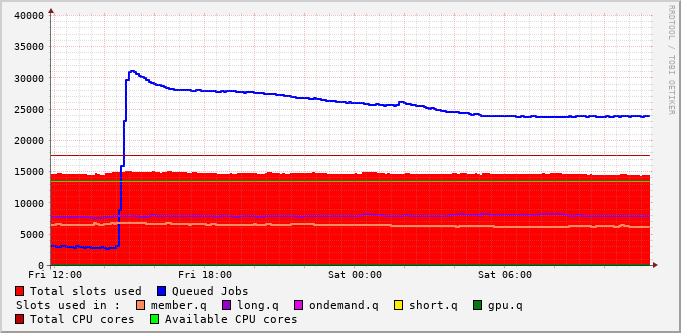 40000
35000
30000
25000
20000
15000
10000
5000
0
Fri 12:00 Fri 18:00 Sat 00:00 Sat 06:00
RRDTOOL / TOBI OETIKER
Total slots used Queued Jobs
Slots used in : member.q long.q ondemand.q short.q gpu.q
Total CPU cores Available CPU cores